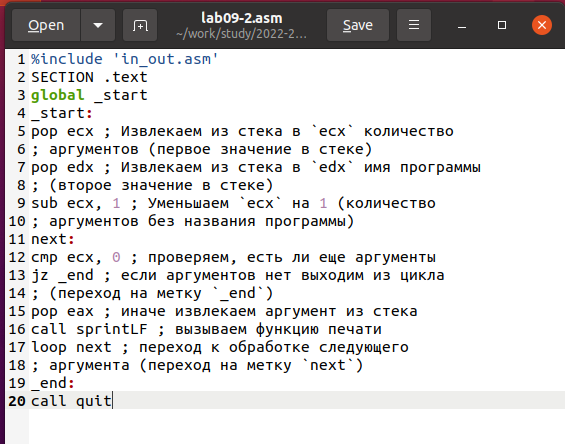 Open
lab09-2.asm
~/work/study/2022-2...
Save
1 %include 'in_out.asm'
2 SECTION .text
3 global _start
4 _start:
5 pop ecx ; Извлекаем из стека в `ecx` количество
6 ; аргументов (первое значение в стеке)
7 pop edx ; Извлекаем из стека в `edx` имя программы
8 ; (второе значение в стеке)
9 sub ecx, 1 ; Уменьшаем `ecx` на 1 (количество
10 ; аргументов без названия программы)
11 next:
12 cmp ecx, 0 ; проверяем, есть ли еще аргументы
13 jz _end ; если аргументов нет выходим из цикла
14 ; (переход на метку `_end`)
15 pop eax ; иначе извлекаем аргумент из стека
16 call sprintLF ; вызываем функцию печати
17 loop next ; переход к обработке следующего
18 ; аргумента (переход на метку `next`)
19 _end:
20 call quit